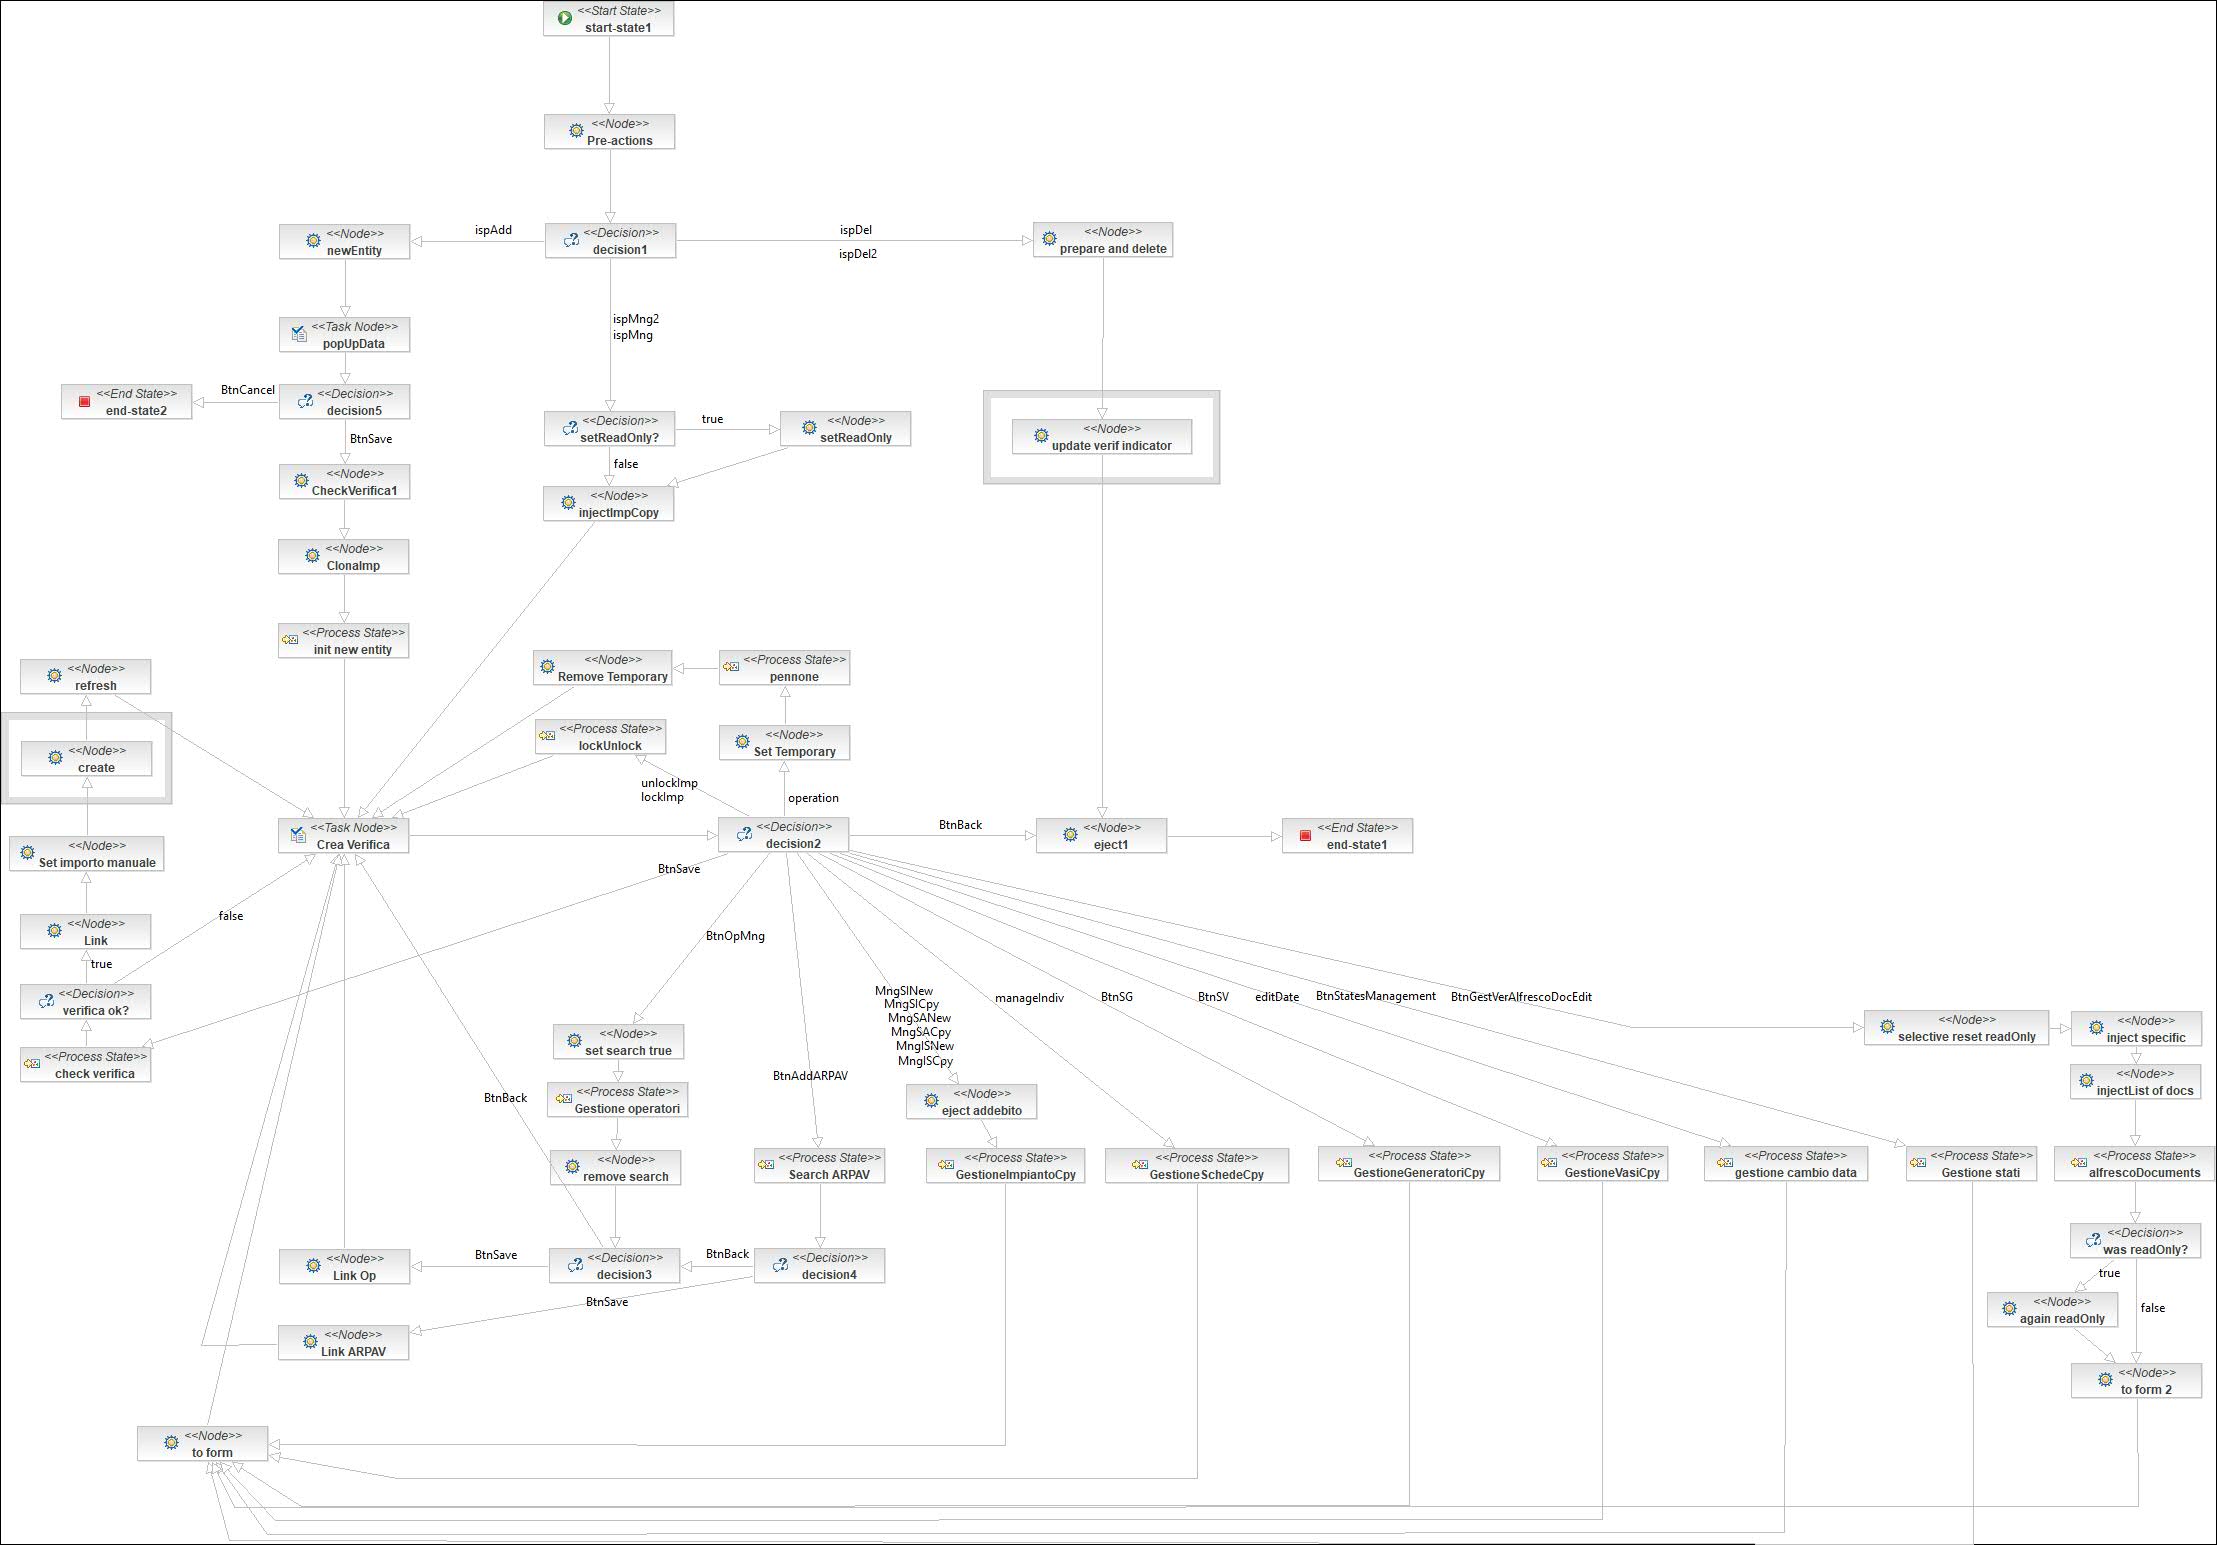 <<Start State>>
start-state1
<<Node>>
Pre-actions
<<Node>>
newEntity
ispAdd
<<Decision>>
decision1
ispDel
ispDel2
<<Node>>
prepare and delete
ispMng2
ispMng
<<Task Node>>
popUpData
<<End State>>
end-state2
BtnCancel
<<Decision>>
decision5
BtnSave
<<Decision>>
setReadOnly?
true
<<Node>>
setReadOnly
false
<<Node>>
update verif indicator
<<Node>>
CheckVerifica1
<<Node>>
injectImpCopy
<<Node>>
ClonaImp
<<Process State>>
init new entity
<<Node>>
refresh
<<Node>>
Remove Temporary
<<Process State>>
pennone
<<Node>>
create
<<Process State>>
lockUnlock
<<Node>>
Set Temporary
unlockImp
lockImp
operation
<<Node>>
Set importo manuale
<<Task Node>>
Crea Verifica
<<Decision>>
decision2
BtnBack
<<Node>>
eject1
<<End State>>
end-state1
BtnSave
<<Node>>
Link
false
true
BtnOpMng
<<Decision>>
verifica ok?
<<Process State>>
check verifica
MngSINew
MngSICpy
MngSANew
MngSACpy
MngISNew
MngISCpy
manageIndiv
BtnSG
BtnSV
editDate
BtnStatesManagement
BtnGestVerAlfrescoDocEdit
<<Node>>
selective reset readOnly
<<Node>>
inject specific
<<Node>>
set search true
BtnAddARPAV
<<Node>>
injectList of docs
BtnBack
<<Process State>>
Gestione operatori
<<Node>>
eject addebito
<<Node>>
remove search
<<Process State>>
Search ARPAV
<<Process State>>
GestioneImpiantoCpy
<<Process State>>
GestioneSchedeCpy
<<Process State>>
GestioneGeneratoriCpy
<<Process State>>
GestioneVasiCpy
<<Process State>>
gestione cambio data
<<Process State>>
Gestione stati
<<Process State>>
alfrescoDocuments
<<Decision>>
was readOnly?
<<Node>>
Link Op
BtnSave
<<Decision>>
decision3
BtnBack
<<Decision>>
decision4
true
false
BtnSave
<<Node>>
again readOnly
<<Node>>
Link ARPAV
<<Node>>
to form 2
<<Node>>
to form